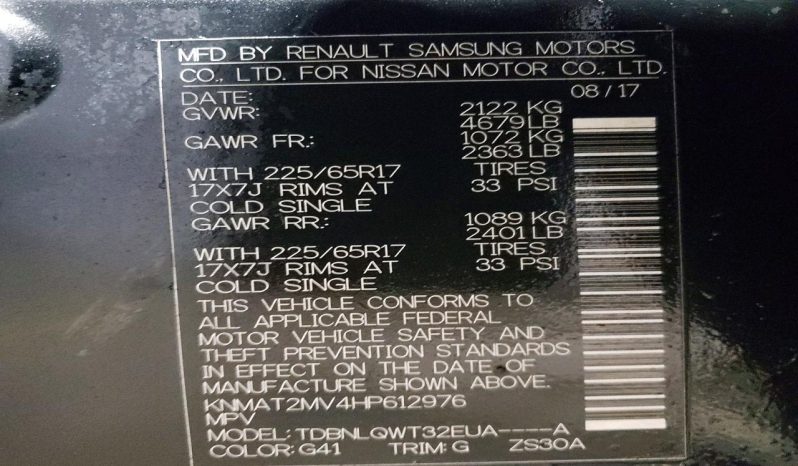 MFD BY RENAULT SAMSUNG MOTORS
CO., LTD. FOR NISSAN MOTOR CO., LTD.
DATE: 08 / 17
GVWR: 2122 KG
4679 LB
GAWR FR.: 1072 KG
2363 LB
WITH 225/65R17 TIRES
17X7J RIMS AT 33 PSI
COLD SINGLE
GAWR RR.: 1089 KG
2401 LB
WITH 225/65R17 TIRES
17X7J RIMS AT 33 PSI
COLD SINGLE
THIS VEHICLE CONFORMS TO
ALL APPLICABLE FEDERAL
MOTOR VEHICLE SAFETY AND
THEFT PREVENTION STANDARDS
IN EFFECT ON THE DATE OF
MANUFACTURE SHOWN ABOVE.
KNMAT2MV4HP612976
MPV
MODEL: TDBNLQWT32EUA----A
COLOR: G41 TRIM: G ZS30A